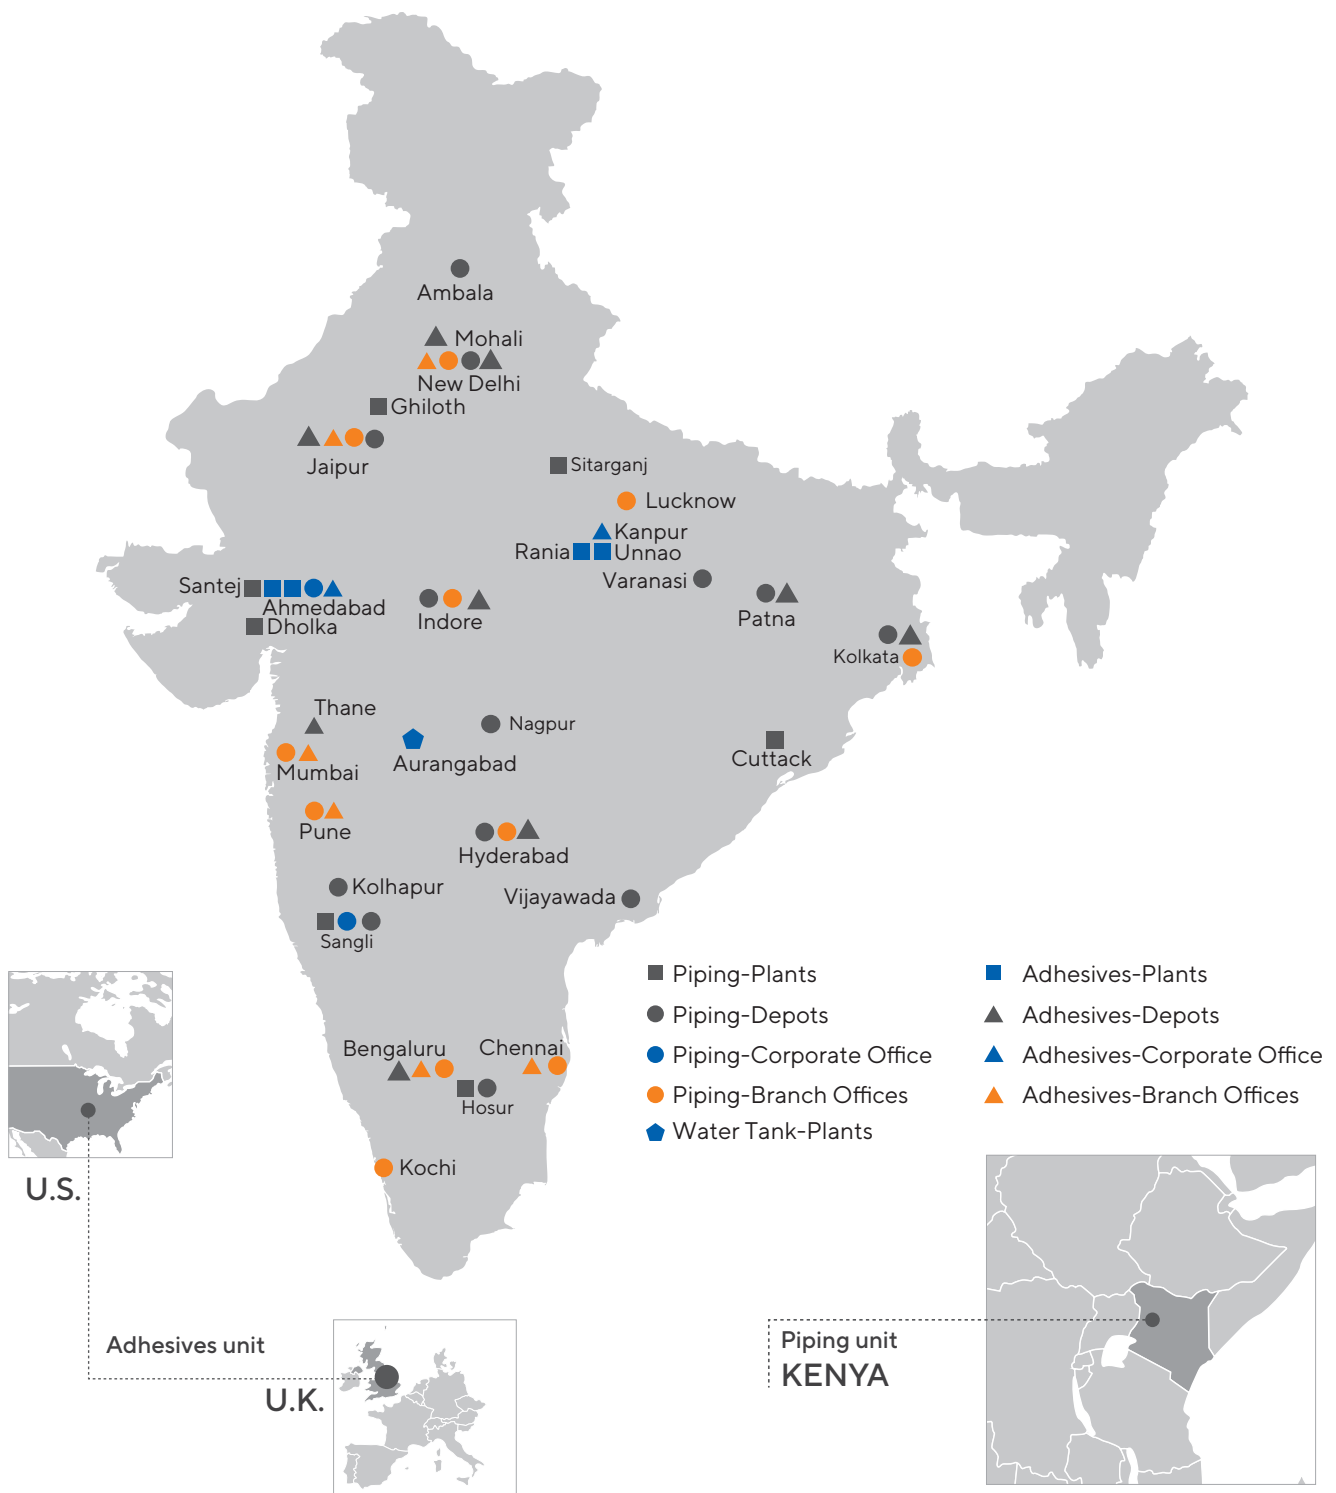 Ambala
Mohali
New Delhi
Ghiloth
Jaipur
Sitarganj
Lucknow
Kanpur
Rania
Unnao
Varanasi
Santej
Ahmedabad
Dholka
Indore
Patna
Kolkata
Thane
Nagpur
Aurangabad
Mumbai
Cuttack
Pune
Hyderabad
Kolhapur
Vijayawada
Sangli
Piping-Plants
Piping-Depots
Piping-Corporate Office
Piping-Branch Offices
Water Tank-Plants
Adhesives-Plants
Adhesives-Depots
Adhesives-Corporate Office
Adhesives-Branch Offices
Bengaluru
Chennai
Hosur
Kochi
U.S.
Adhesives unit
U.K.
Piping unit
KENYA